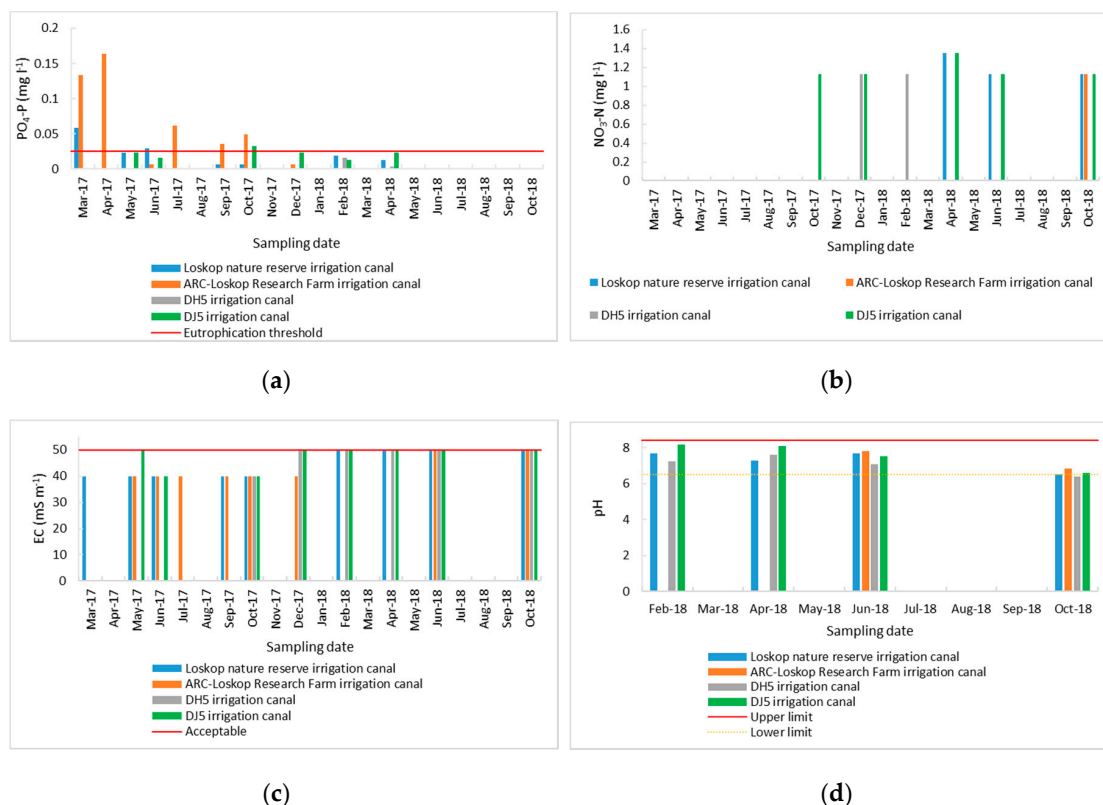 0.2
0.15
0.1
0.05
0
PO₄-P (mg l⁻¹)
Mar-17
Apr-17
May-17
Jun-17
Jul-17
Aug-17
Sep-17
Oct-17
Nov-17
Dec-17
Jan-18
Feb-18
Mar-18
Apr-18
May-18
Jun-18
Jul-18
Aug-18
Sep-18
Oct-18
Sampling date
Loskop nature reserve irrigation canal
ARC-Loskop Research Farm irrigation canal
DH5 irrigation canal
DJ5 irrigation canal
Eutrophication threshold
(a)
1.6
1.4
1.2
1
0.8
0.6
0.4
0.2
0
NO₃-N (mg l⁻¹)
Mar-17
Apr-17
May-17
Jun-17
Jul-17
Aug-17
Sep-17
Oct-17
Nov-17
Dec-17
Jan-18
Feb-18
Mar-18
Apr-18
May-18
Jun-18
Jul-18
Aug-18
Sep-18
Oct-18
Sampling date
Loskop nature reserve irrigation canal
ARC-Loskop Research Farm irrigation canal
DH5 irrigation canal
DJ5 irrigation canal
(b)
50
40
30
20
10
0
EC (mS m⁻¹)
Mar-17
Apr-17
May-17
Jun-17
Jul-17
Aug-17
Sep-17
Oct-17
Nov-17
Dec-17
Jan-18
Feb-18
Mar-18
Apr-18
May-18
Jun-18
Jul-18
Aug-18
Sep-18
Oct-18
Sampling date
Loskop nature reserve irrigation canal
ARC-Loskop Research Farm irrigation canal
DH5 irrigation canal
DJ5 irrigation canal
Acceptable
(c)
8
6
4
2
0
pH
Feb-18
Mar-18
Apr-18
May-18
Jun-18
Jul-18
Aug-18
Sep-18
Oct-18
Sampling date
Loskop nature reserve irrigation canal
ARC-Loskop Research Farm irrigation canal
DH5 irrigation canal
DJ5 irrigation canal
Upper limit
Lower limit
(d)